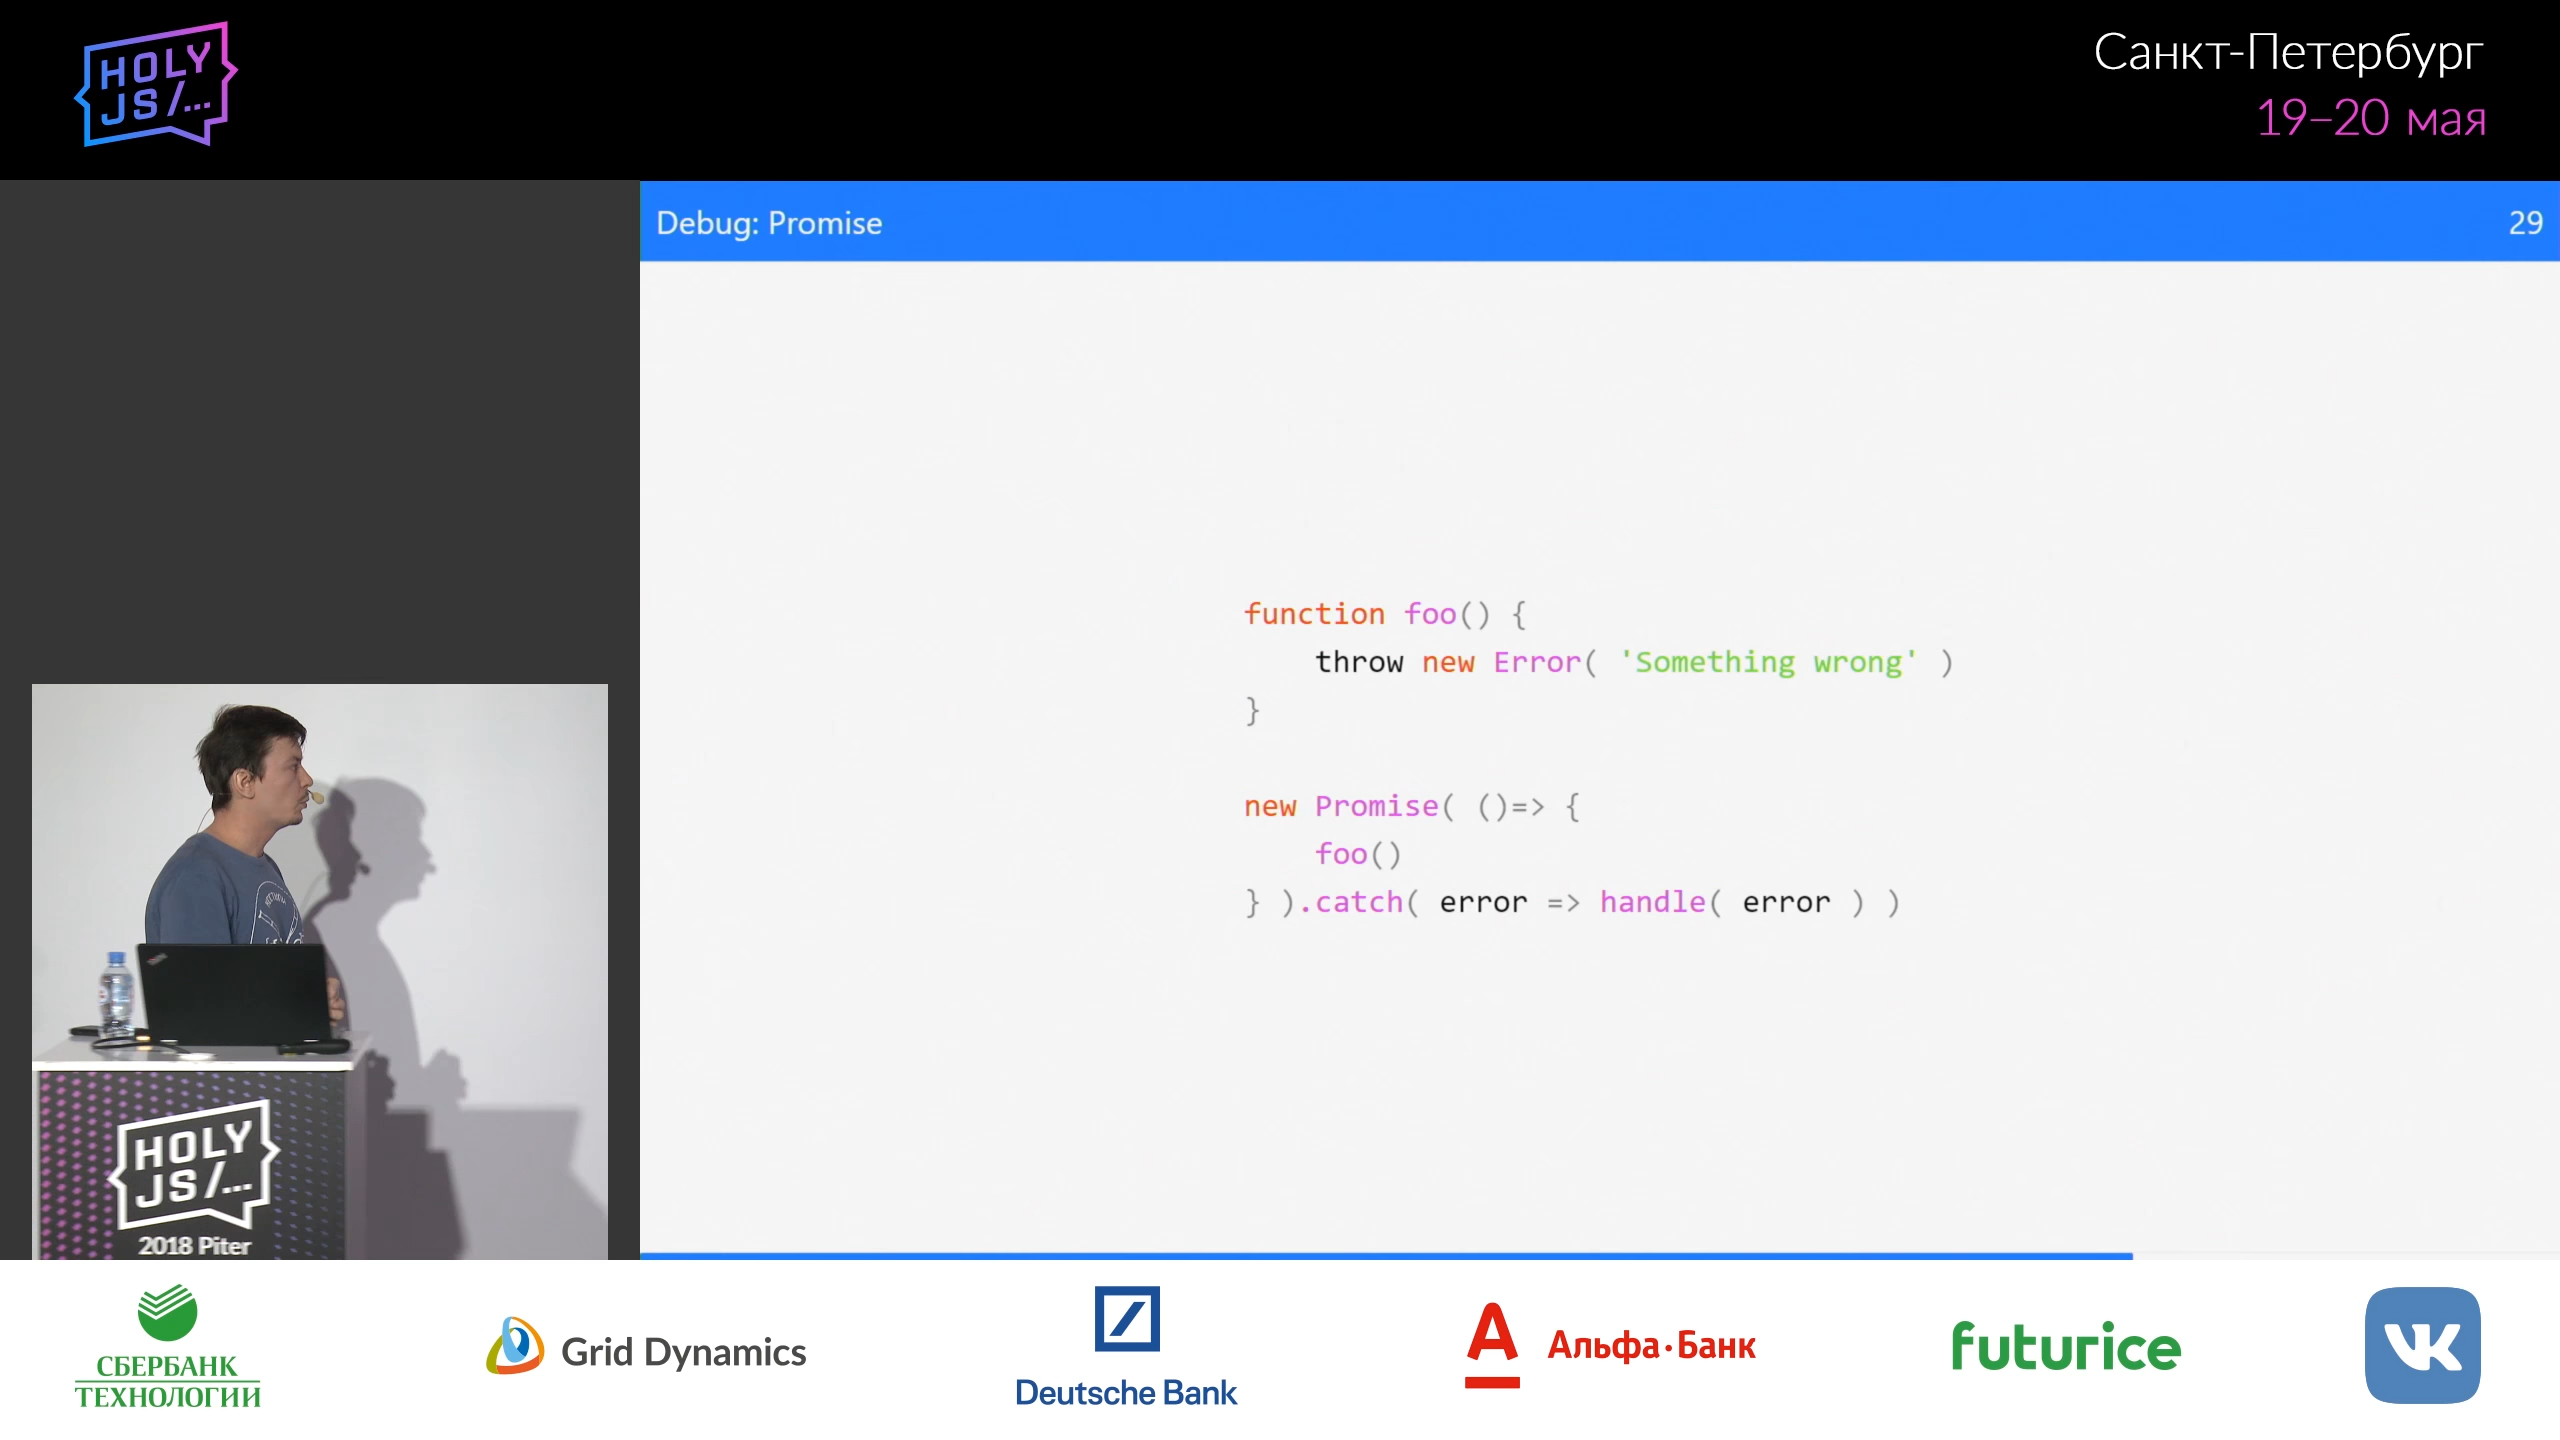 HOLY
JS/...
Санкт-Петербург
19–20 мая
Debug: Promise
29
function foo() {
    throw new Error( 'Something wrong' )
}
new Promise( ()=> {
    foo()
} ).catch( error => handle( error ) )
HOLY
JS/...
2018 Piter
СБЕРБАНК
ТЕХНОЛОГИИ
Grid Dynamics
Deutsche Bank
А
Альфа·Банк
futurice
VK